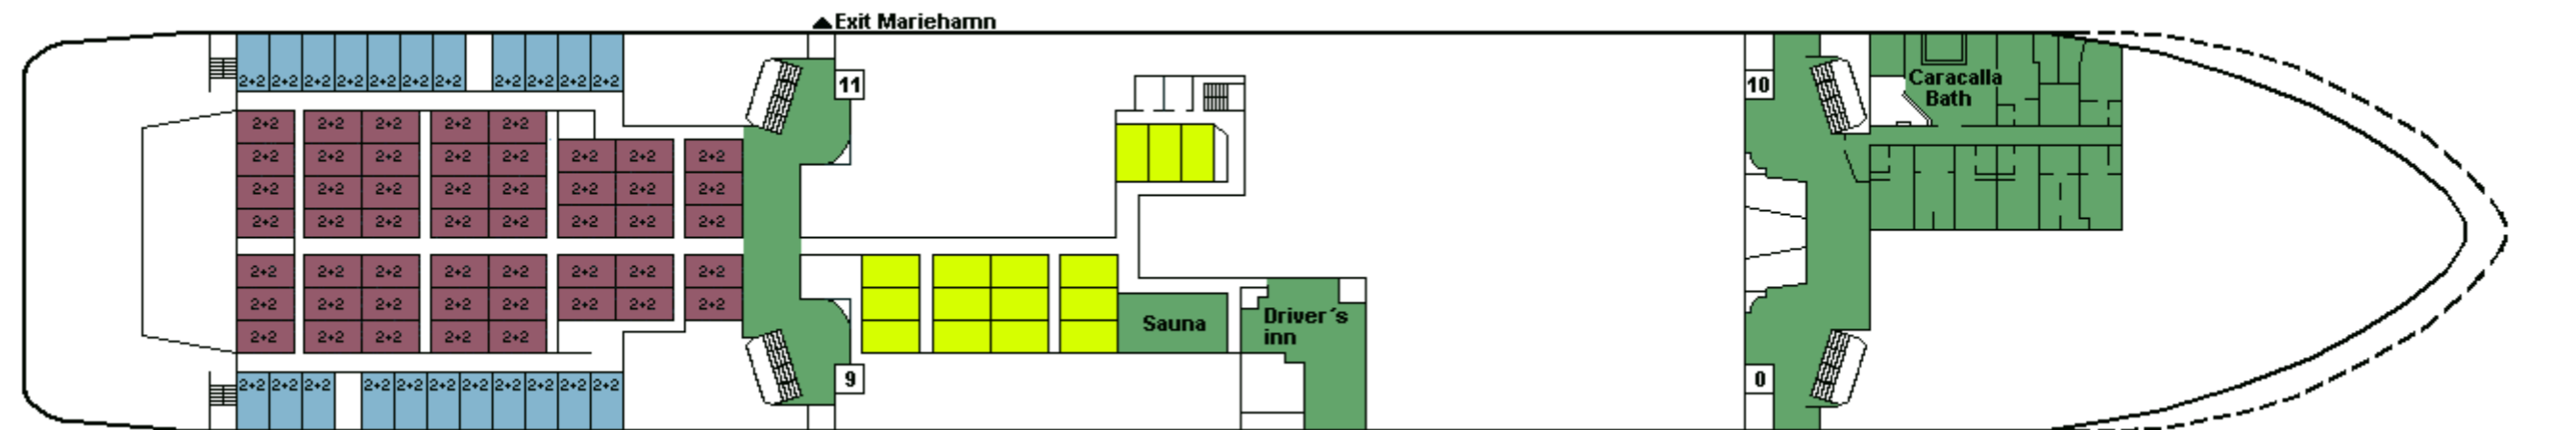 Exit Mariehamn
2+2 2+2 2+2 2+2 2+2 2+2 2+2 2+2 2+2 2+2 2+2
11
10
Caracalla
Bath
2+2 2+2 2+2 2+2 2+2
2+2 2+2 2+2 2+2 2+2 2+2 2+2 2+2
2+2 2+2 2+2 2+2 2+2 2+2 2+2 2+2
2+2 2+2 2+2 2+2 2+2 2+2 2+2 2+2
2+2 2+2 2+2 2+2 2+2 2+2 2+2 2+2
2+2 2+2 2+2 2+2 2+2 2+2 2+2 2+2
2+2 2+2 2+2 2+2 2+2
Sauna
Driver´s
inn
2+2 2+2 2+2 2+2 2+2 2+2 2+2 2+2 2+2 2+2 2+2
9
0